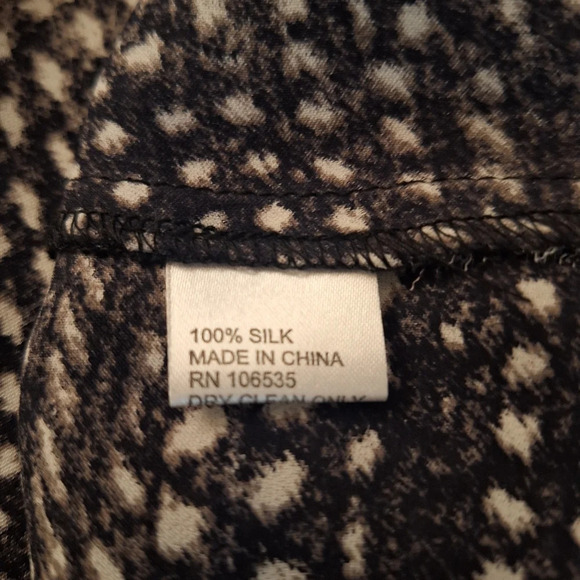 100% SILK
MADE IN CHINA
RN 106535
DRY CLEAN ONLY